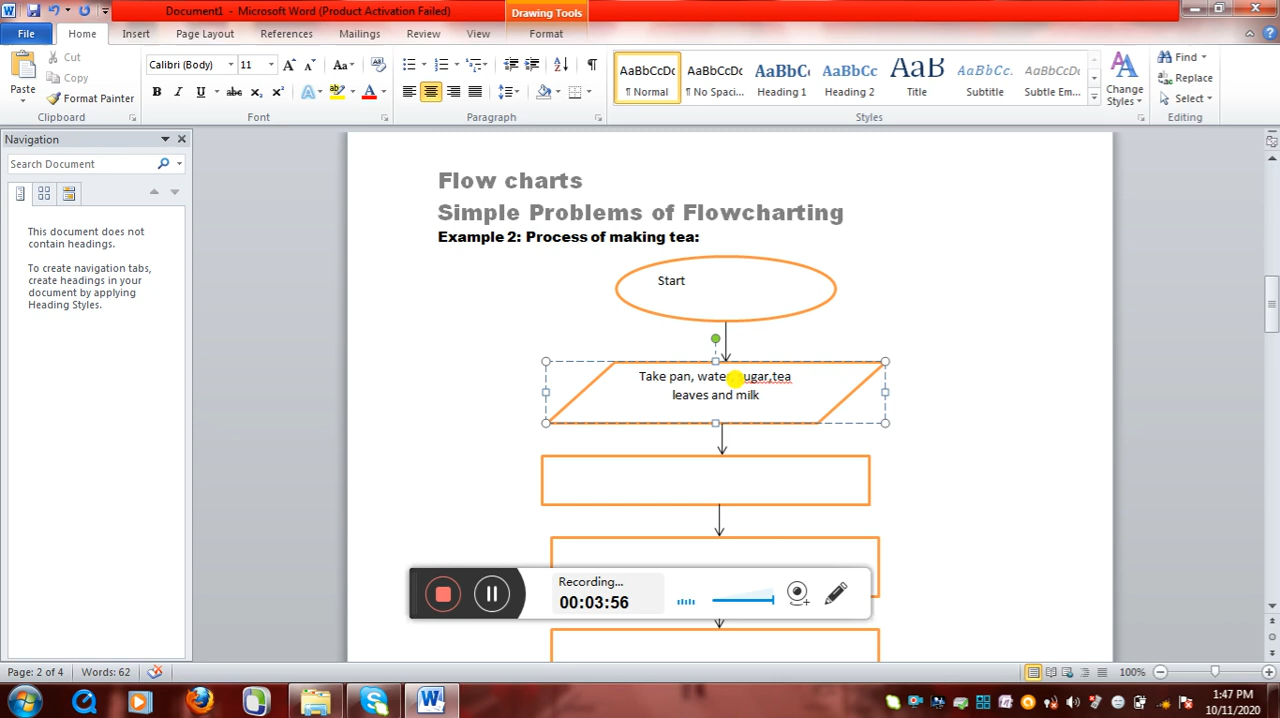 Document1 - Microsoft Word (Product Activation Failed)
Drawing Tools
File Home Insert Page Layout References Mailings Review View Format
Paste
Cut
Copy
Format Painter
Clipboard
Calibri (Body) 11
Font
Paragraph
AaBbCcDc AaBbCcDc AaBbC AaBbCc AaB AaBbCc. AaBbCcDc
¶ Normal ¶ No Spaci... Heading 1 Heading 2 Title Subtitle Subtle Em...
Change
Styles
Styles
Find
Replace
Select
Editing
Navigation
Search Document
This document does not
contain headings.
To create navigation tabs,
create headings in your
document by applying
Heading Styles.
Flow charts
Simple Problems of Flowcharting
Example 2: Process of making tea:
Start
Take pan, water, sugar,tea
leaves and milk
Recording...
00:03:56
Page: 2 of 4 Words: 62
100%
1:47 PM
10/11/2020